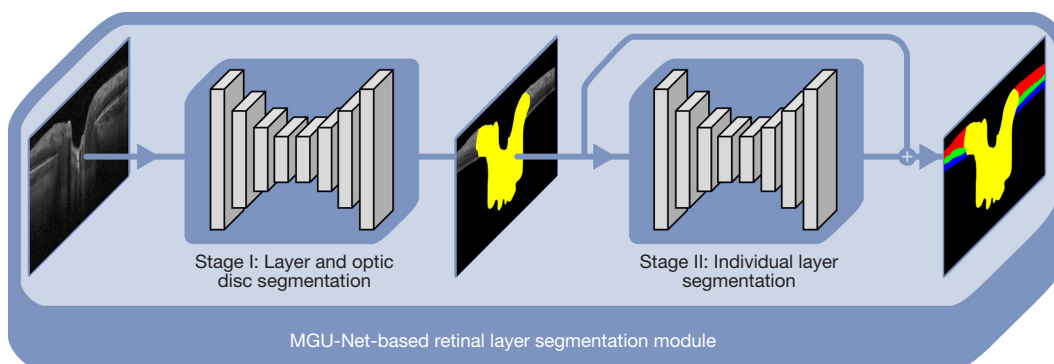 Stage I: Layer and optic
disc segmentation
Stage II: Individual layer
segmentation
MGU-Net-based retinal layer segmentation module